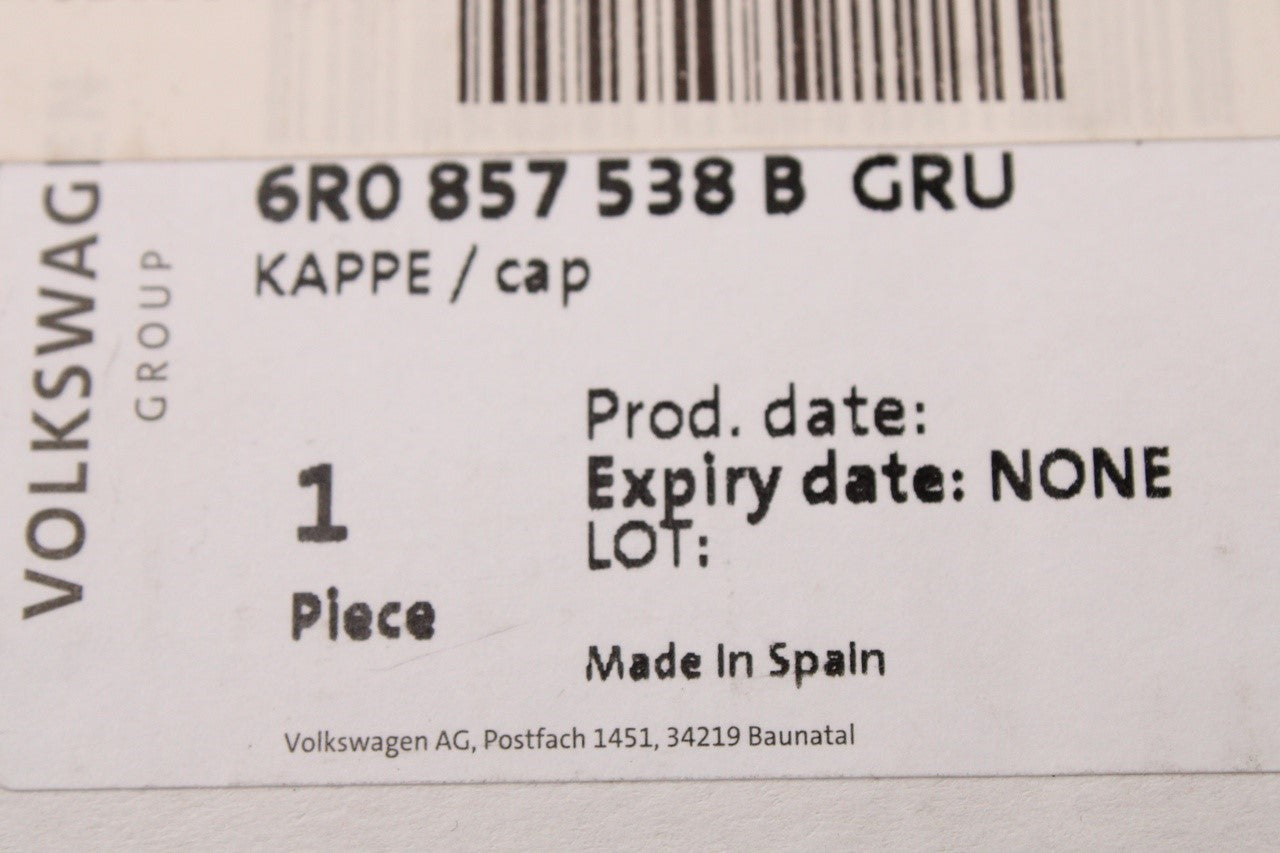 VOLKSWAGEN
GROUP
6R0 857 538 B GRU
KAPPE / cap
Prod. date:
Expiry date: NONE
LOT:
1
Piece
Made In Spain
Volkswagen AG, Postfach 1451, 34219 Baunatal